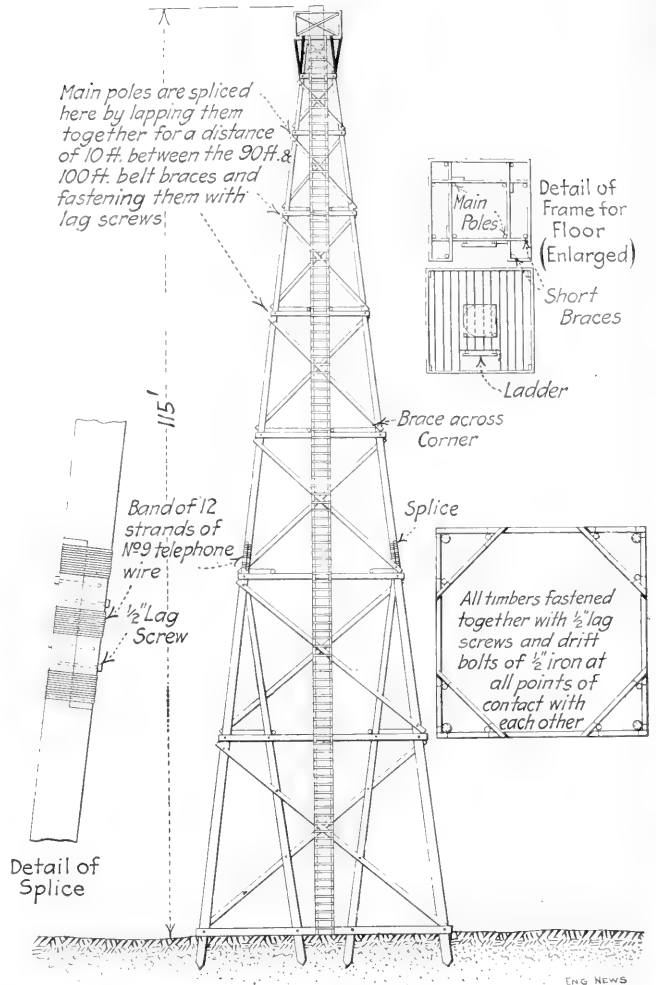 Main poles are spliced
here by lapping them
together for a distance
of 10 ft. between the 90 ft. &
100 ft. belt braces and
fastening them with
lag screws
115'
Main
Poles
Detail of
Frame for
Floor
(Enlarged)
Short
Braces
Ladder
Brace across
Corner
Band of 12
strands of
Nº9 telephone
wire
½" Lag
Screw
Splice
All timbers fastened
together with ½" lag
screws and drift
bolts of ½" iron at
all points of
contact with
each other
Detail of
Splice
ENG NEWS